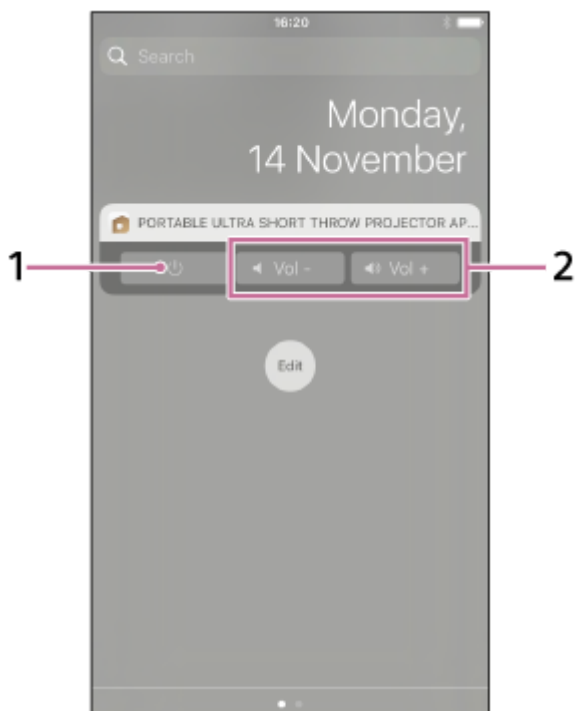 16:20
Search
Monday,
14 November
PORTABLE ULTRA SHORT THROW PROJECTOR AP...
1
Vol -
Vol +
2
Edit